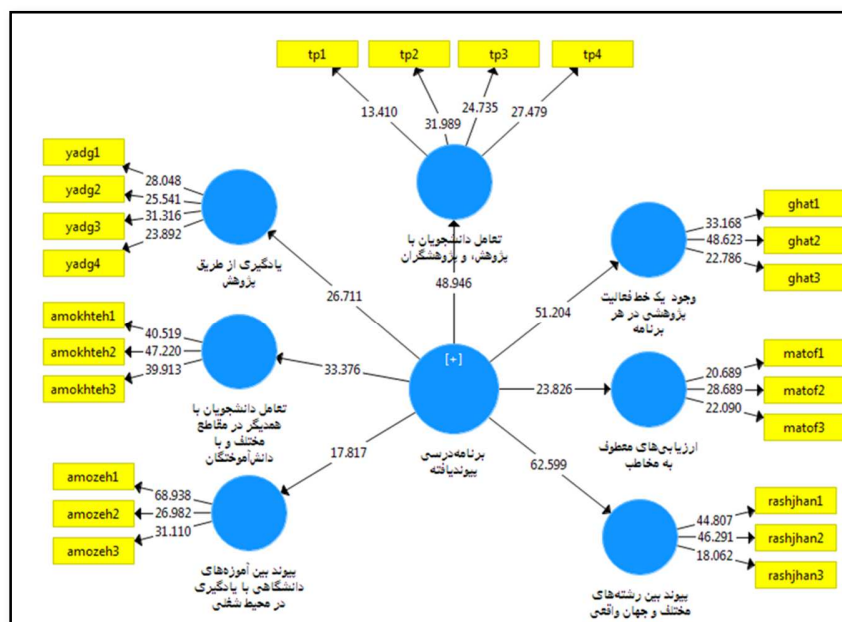 tp1
tp2
tp3
tp4
13.410
31.989
24.735
27.479
تعامل دانشجویان با
پژوهش، و پژوهشگران
48.946
yadg1
yadg2
yadg3
yadg4
28.048
25.541
31.316
23.892
یادگیری از طریق
پژوهش
26.711
ghat1
ghat2
ghat3
33.168
48.623
22.786
وجود یک خط فعالیت
پژوهشی در هر
برنامه
51.204
amokhteh1
amokhteh2
amokhteh3
40.519
47.220
39.913
تعامل دانشجویان با
همدیگر در مقاطع
مختلف و با
دانش‌آموختگان
33.376
[+]
برنامه‌درسی
پیوندیافته
23.826
matof1
matof2
matof3
20.689
28.689
22.090
ارزیابی‌های معطوف
به مخاطب
17.817
amozeh1
amozeh2
amozeh3
68.938
26.982
31.110
پیوند بین آموزه‌های
دانشگاهی با یادگیری
در محیط شغلی
62.599
rashjhan1
rashjhan2
rashjhan3
44.807
46.291
18.062
پیوند بین رشته‌های
مختلف و جهان واقعی